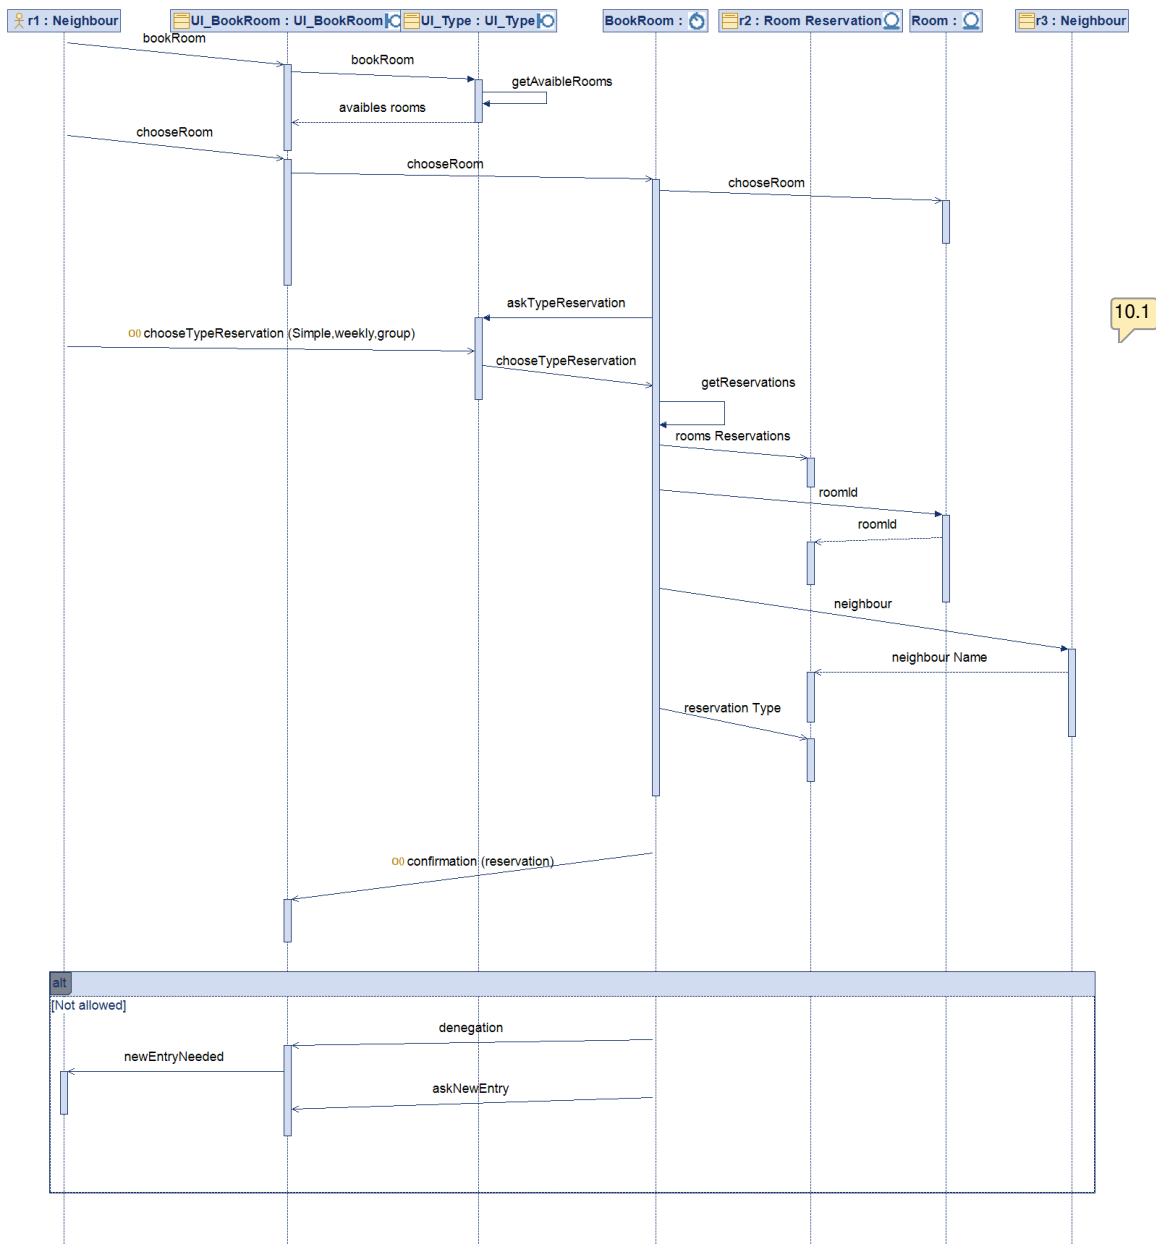 r1 : Neighbour
UI_BookRoom : UI_BookRoom
UI_Type : UI_Type
BookRoom :
r2 : Room Reservation
Room :
r3 : Neighbour
bookRoom
bookRoom
getAvaibleRooms
avaibles rooms
chooseRoom
chooseRoom
chooseRoom
askTypeReservation
10.1
chooseTypeReservation (Simple,weekly,group)
chooseTypeReservation
getReservations
rooms Reservations
roomId
roomId
neighbour
neighbour Name
reservation Type
confirmation (reservation)
alt
[Not allowed]
denegation
newEntryNeeded
askNewEntry